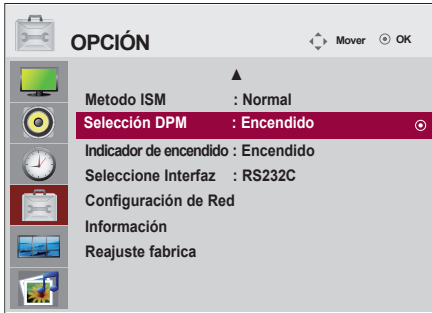 OPCIÓN
Mover OK
Metodo ISM : Normal
Selección DPM : Encendido
Indicador de encendido : Encendido
Seleccione Interfaz : RS232C
Configuración de Red
Información
Reajuste fabrica